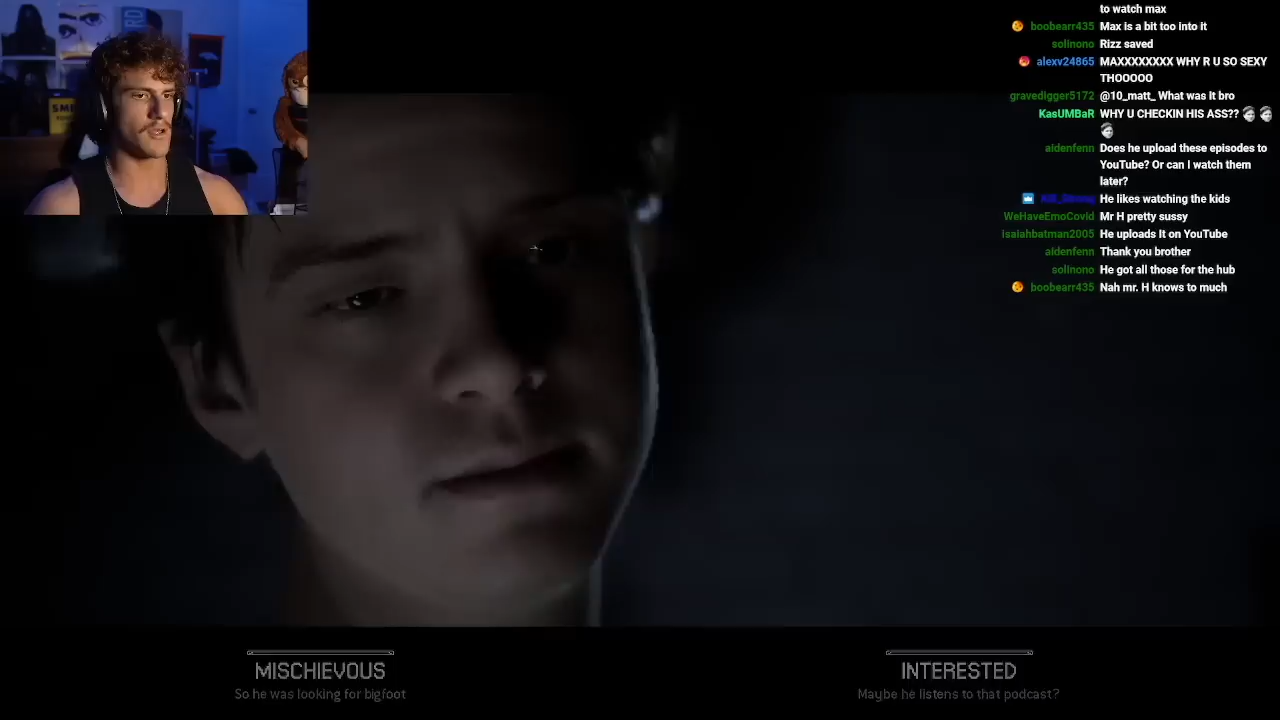 to watch max
boobearr435 Max is a bit too into it
solinono Rizz saved
alexv24865 MAXXXXXXXX WHY R U SO SEXY
THOOOOO
gravedigger5172 @10_matt_ What was It bro
KasUMBaR WHY U CHECKIN HIS ASS??
aidenfenn Does he upload these episodes to
YouTube? Or can I watch them
later?
He likes watching the kids
WeHaveEmoCovid Mr H pretty sussy
isaiahbatman2005 He uploads It on YouTube
aidenfenn Thank you brother
solinono He got all those for the hub
boobearr435 Nah mr. H knows to much
MISCHIEVOUS
So he was looking for bigfoot
INTERESTED
Maybe he listens to that podcast?